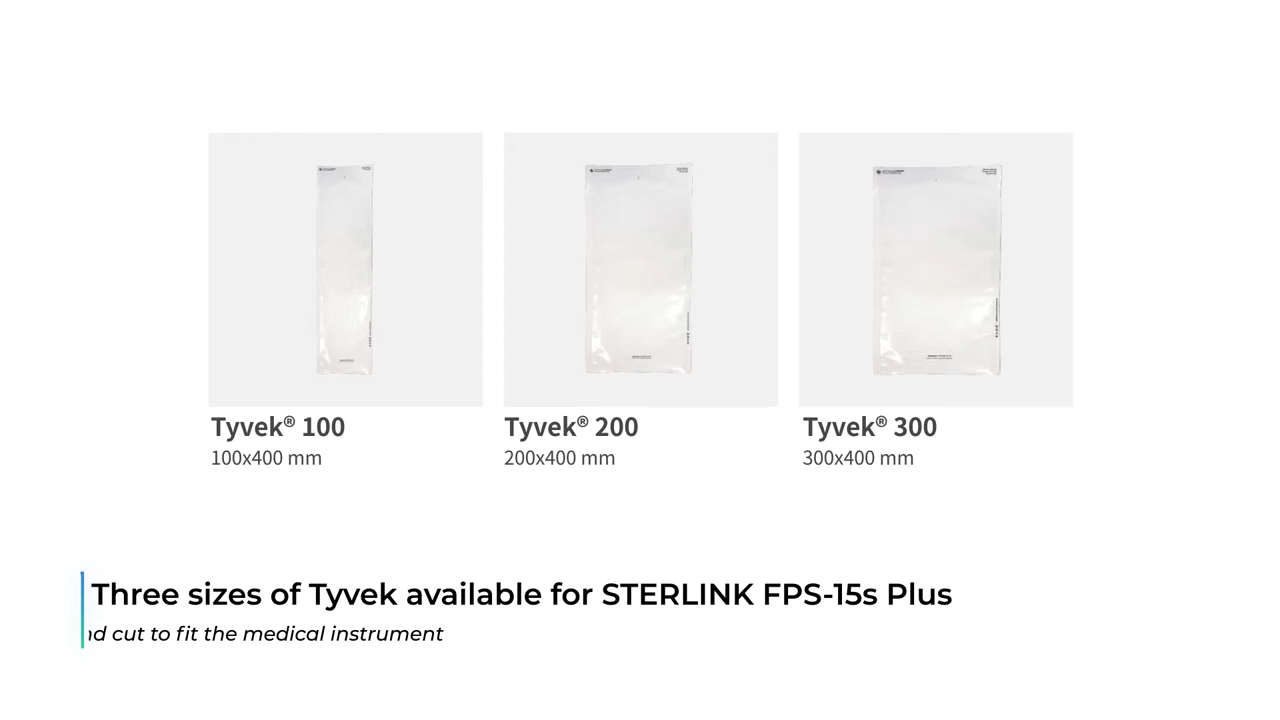 Tyvek® 100
100x400 mm
Tyvek® 200
200x400 mm
Tyvek® 300
300x400 mm
Three sizes of Tyvek available for STERLINK FPS-15s Plus
cut to fit the medical instrument